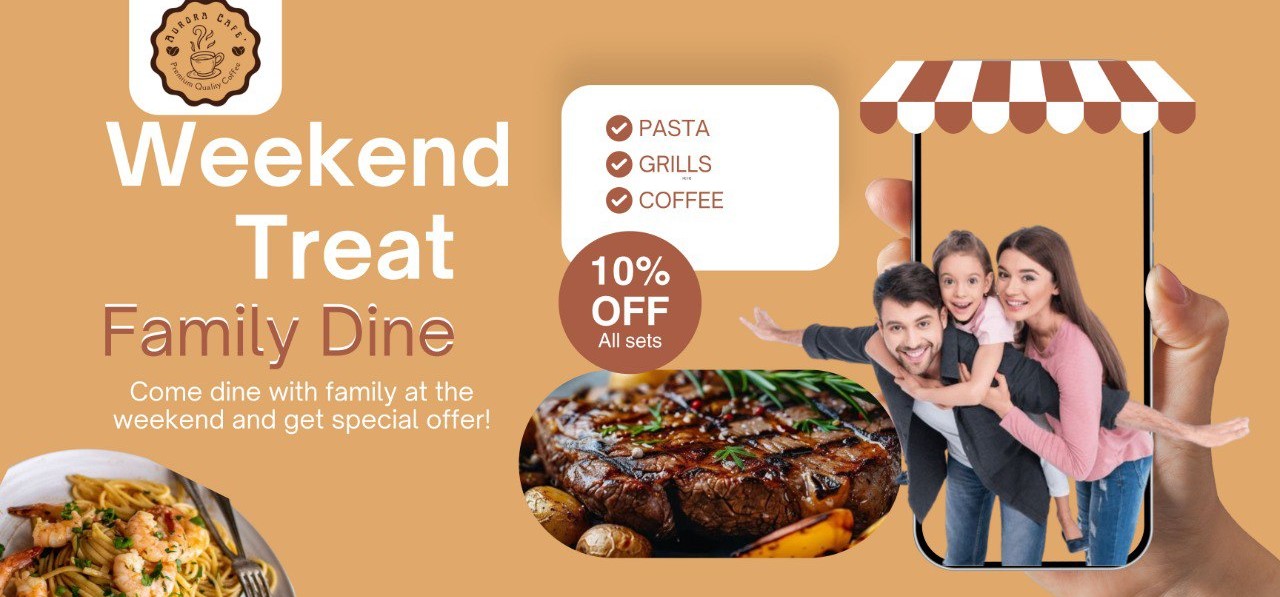 AURORA CAFE
Premium Quality Coffee
Weekend
Treat
Family Dine
Come dine with family at the
weekend and get special offer!
PASTA
GRILLS
COFFEE
10%
OFF
All sets